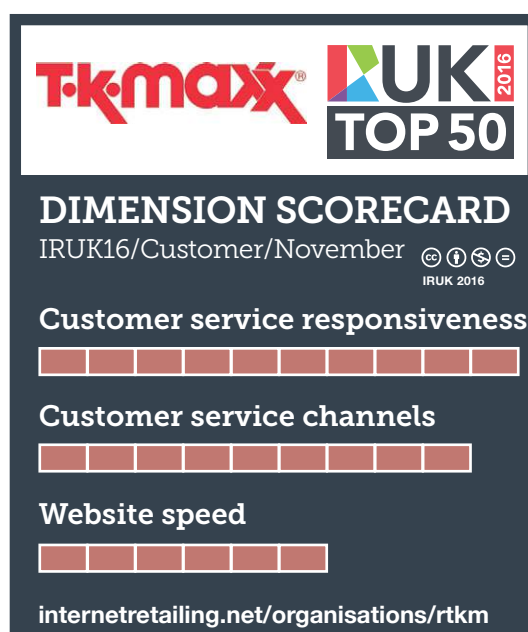 T·K·maxx®
IRUK 2016
TOP 50
DIMENSION SCORECARD
IRUK16/Customer/November
IRUK 2016
Customer service responsiveness
Customer service channels
Website speed
internetretailing.net/organisations/rtkm